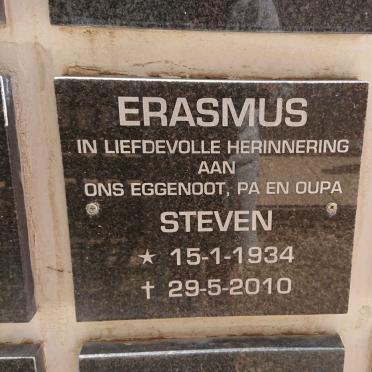 ERASMUS
IN LIEFDEVOLLE HERINNERING
AAN
ONS EGGENOOT, PA EN OUPA
STEVEN
★ 15-1-1934
† 29-5-2010